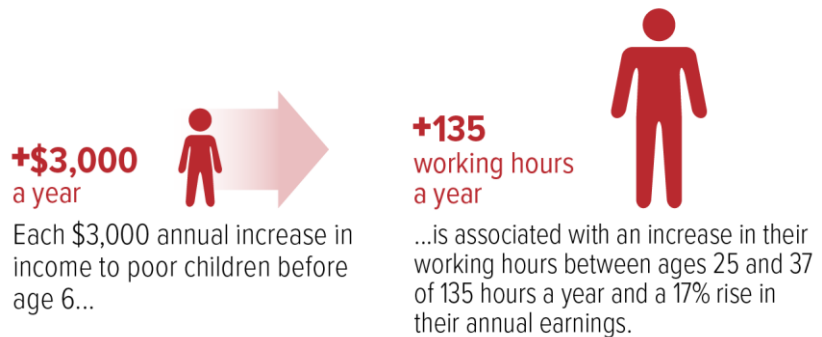 +$3,000
a year
Each $3,000 annual increase in
income to poor children before
age 6...
+135
working hours
a year
...is associated with an increase in their
working hours between ages 25 and 37
of 135 hours a year and a 17% rise in
their annual earnings.